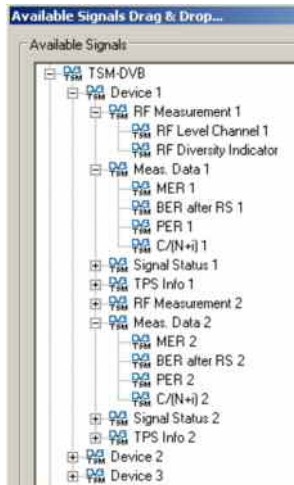 Available Signals Drag & Drop...
Available Signals
TSM-DVB
Device 1
RF Measurement 1
RF Level Channel 1
RF Diversity Indicator
Meas. Data 1
MER 1
BER after RS 1
PER 1
C/(N+i) 1
Signal Status 1
TPS Info 1
RF Measurement 2
Meas. Data 2
MER 2
BER after RS 2
PER 2
C/(N+i) 2
Signal Status 2
TPS Info 2
Device 2
Device 3